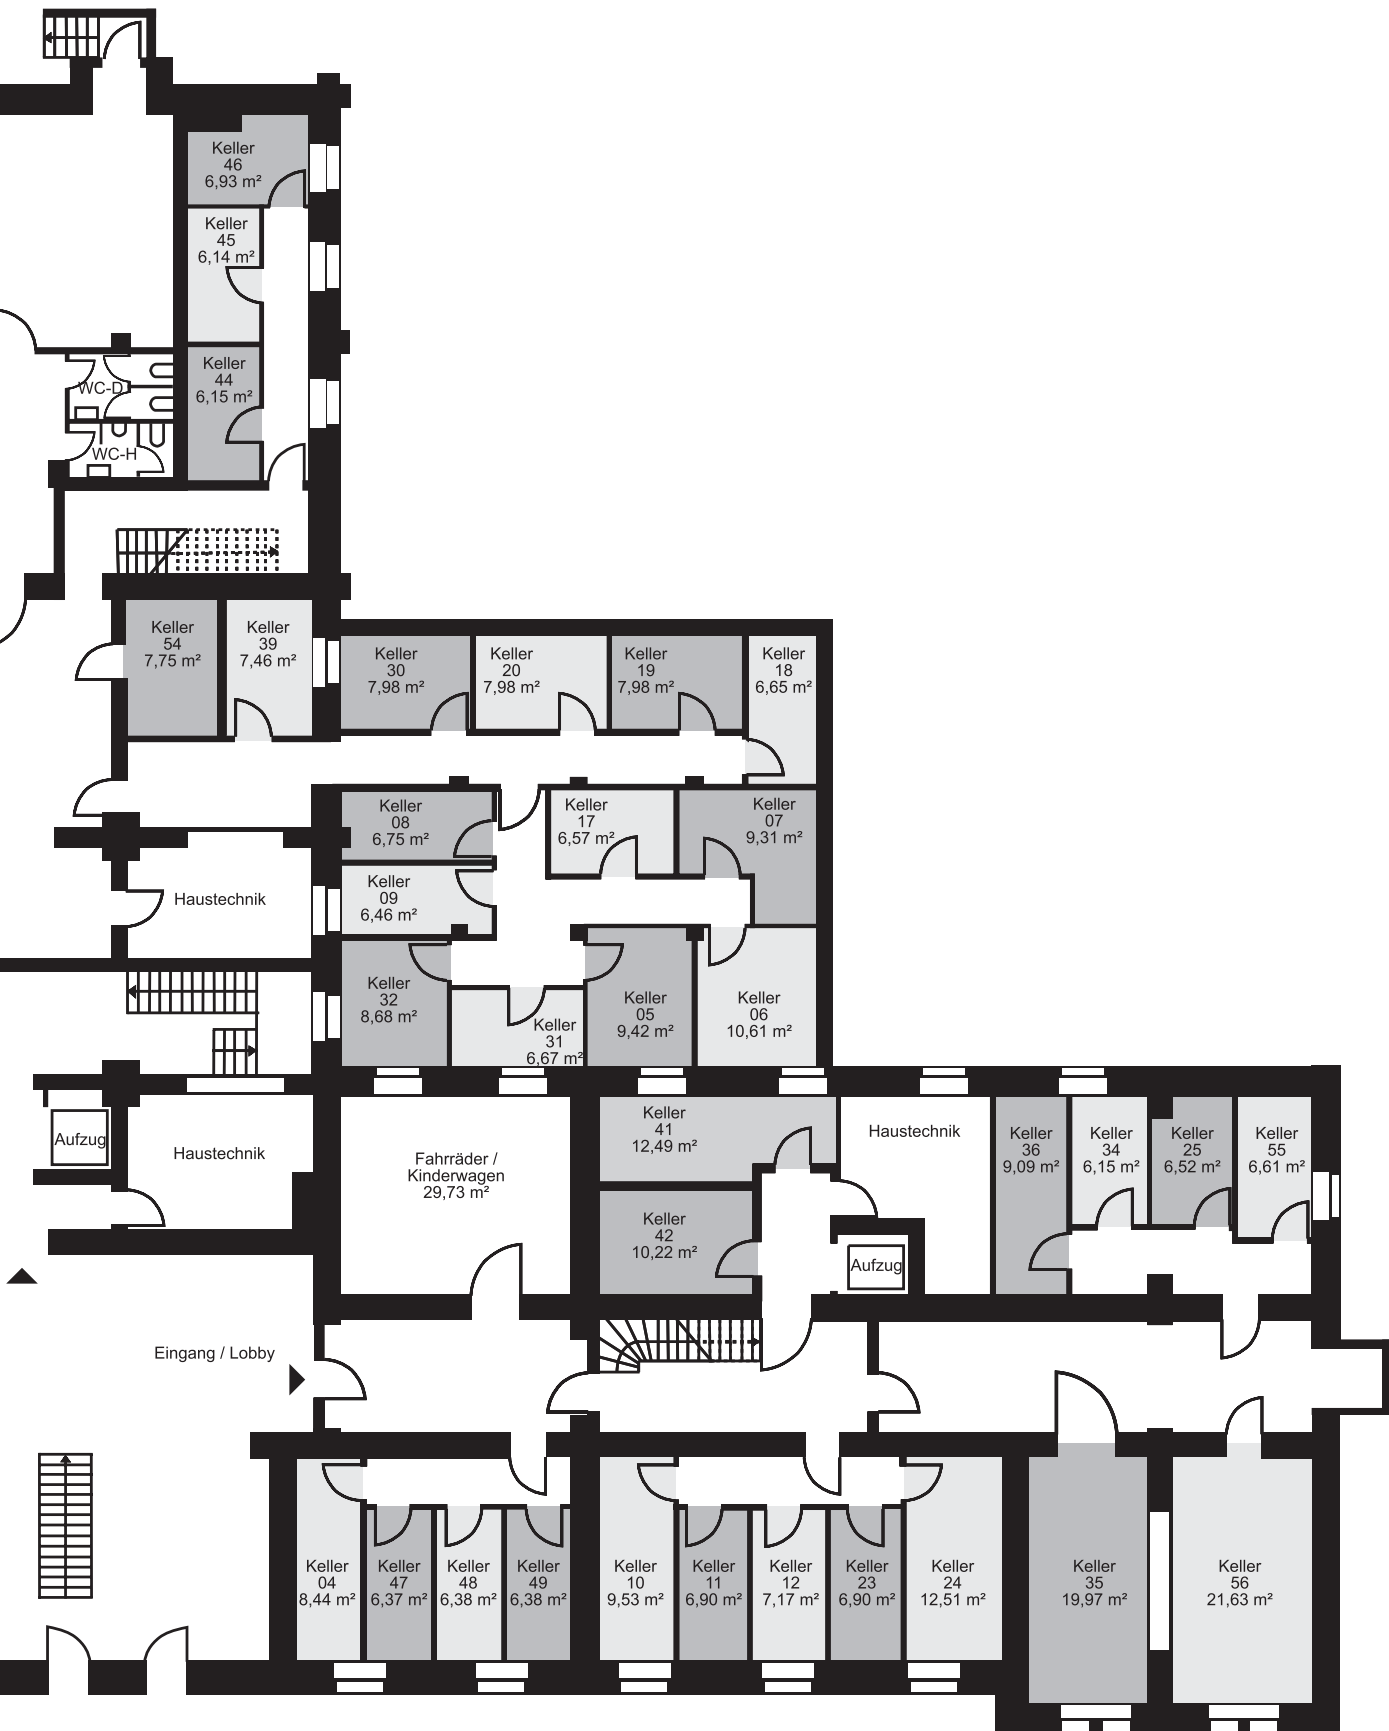 Keller
46
6,93 m²
Keller
45
6,14 m²
Keller
44
6,15 m²
WC-D
WC-H
Keller
54
7,75 m²
Keller
39
7,46 m²
Keller
30
7,98 m²
Keller
20
7,98 m²
Keller
19
7,98 m²
Keller
18
6,65 m²
Keller
08
6,75 m²
Keller
17
6,57 m²
Keller
07
9,31 m²
Keller
09
6,46 m²
Haustechnik
Keller
32
8,68 m²
Keller
31
6,67 m²
Keller
05
9,42 m²
Keller
06
10,61 m²
Aufzug
Haustechnik
Fahrräder /
Kinderwagen
29,73 m²
Keller
41
12,49 m²
Keller
42
10,22 m²
Haustechnik
Aufzug
Keller
36
9,09 m²
Keller
34
6,15 m²
Keller
25
6,52 m²
Keller
55
6,61 m²
Eingang / Lobby
Keller
04
8,44 m²
Keller
47
6,37 m²
Keller
48
6,38 m²
Keller
49
6,38 m²
Keller
10
9,53 m²
Keller
11
6,90 m²
Keller
12
7,17 m²
Keller
23
6,90 m²
Keller
24
12,51 m²
Keller
35
19,97 m²
Keller
56
21,63 m²